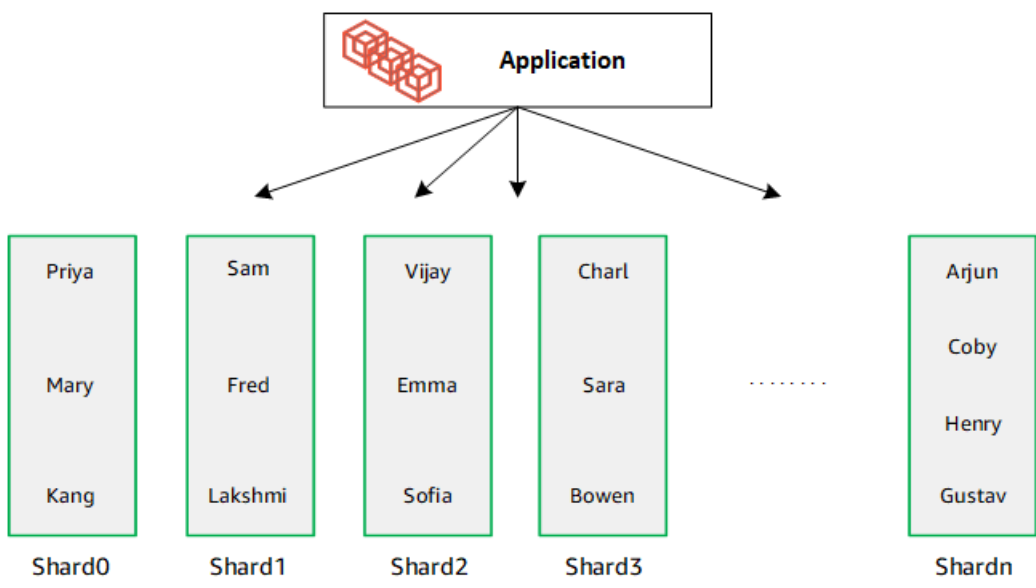 Application
Priya
Mary
Kang
Shard0
Sam
Fred
Lakshmi
Shard1
Vijay
Emma
Sofia
Shard2
Charl
Sara
Bowen
Shard3
........
Arjun
Coby
Henry
Gustav
Shardn